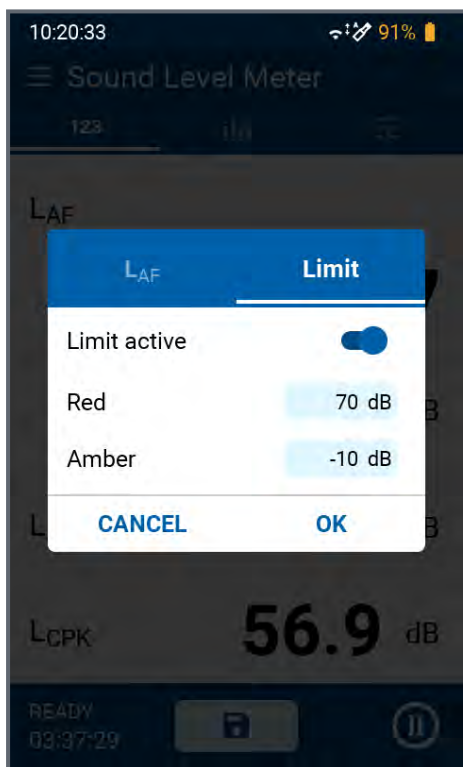 10:20:33 91%
Sound Level Meter
123
LAF
LAF Limit
Limit active
Red 70 dB
B
Amber -10 dB
CANCEL OK
L B
LCPK 56.9 dB
READY
03:37:29